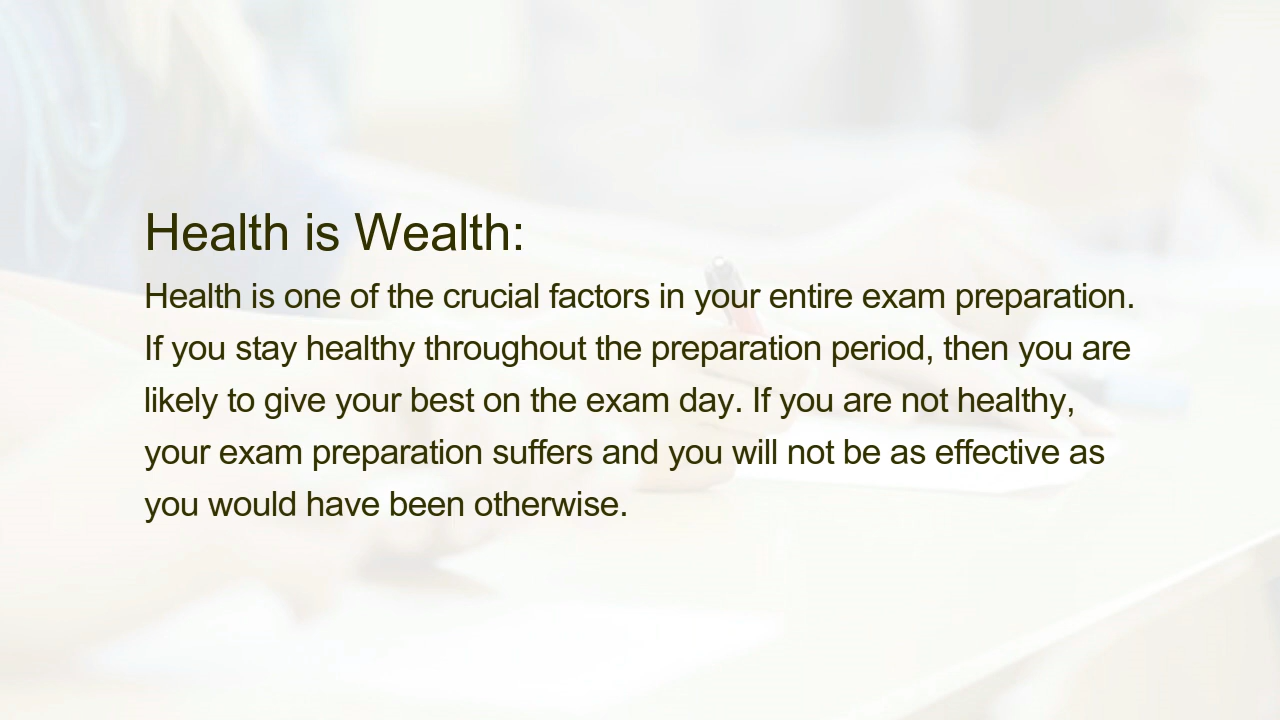 Health is Wealth:
Health is one of the crucial factors in your entire exam preparation.
If you stay healthy throughout the preparation period, then you are
likely to give your best on the exam day. If you are not healthy,
your exam preparation suffers and you will not be as effective as
you would have been otherwise.